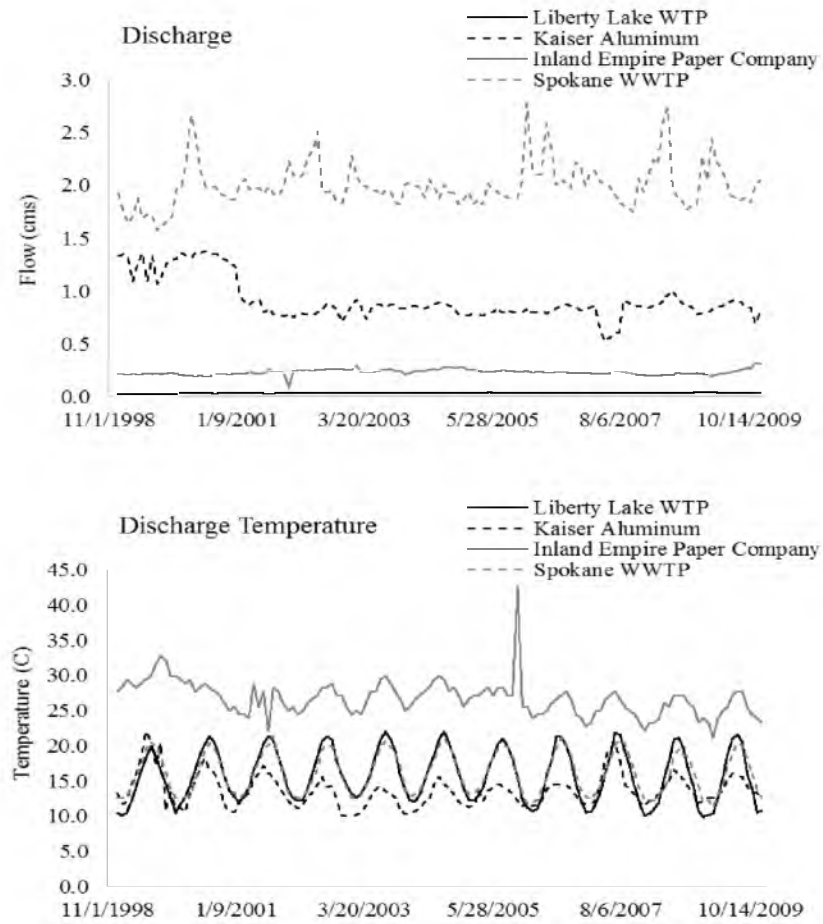 Discharge
Liberty Lake WTP
Kaiser Aluminum
Inland Empire Paper Company
Spokane WWTP
3.0
2.5
2.0
1.5
1.0
0.5
0.0
Flow (cms)
11/1/1998 1/9/2001 3/20/2003 5/28/2005 8/6/2007 10/14/2009
Discharge Temperature
Liberty Lake WTP
Kaiser Aluminum
Inland Empire Paper Company
Spokane WWTP
45.0
40.0
35.0
30.0
25.0
20.0
15.0
10.0
5.0
0.0
Temperature (C)
11/1/1998 1/9/2001 3/20/2003 5/28/2005 8/6/2007 10/14/2009